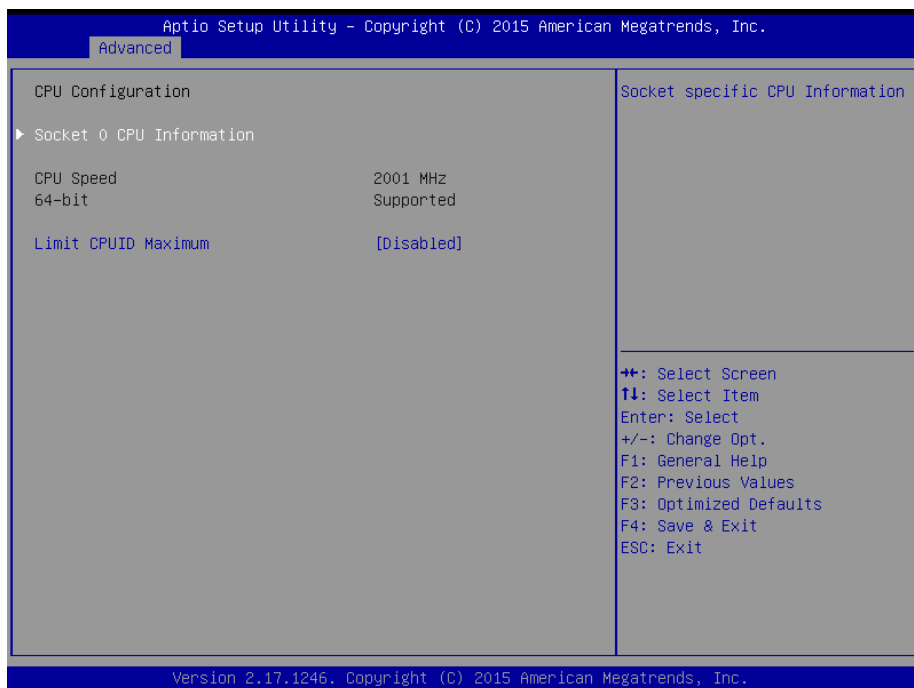 Aptio Setup Utility – Copyright (C) 2015 American Megatrends, Inc.
Advanced
CPU Configuration
Socket 0 CPU Information
CPU Speed 2001 MHz
64-bit Supported
Limit CPUID Maximum [Disabled]
Socket specific CPU Information
→←: Select Screen
↑↓: Select Item
Enter: Select
+/-: Change Opt.
F1: General Help
F2: Previous Values
F3: Optimized Defaults
F4: Save & Exit
ESC: Exit
Version 2.17.1246. Copyright (C) 2015 American Megatrends, Inc.